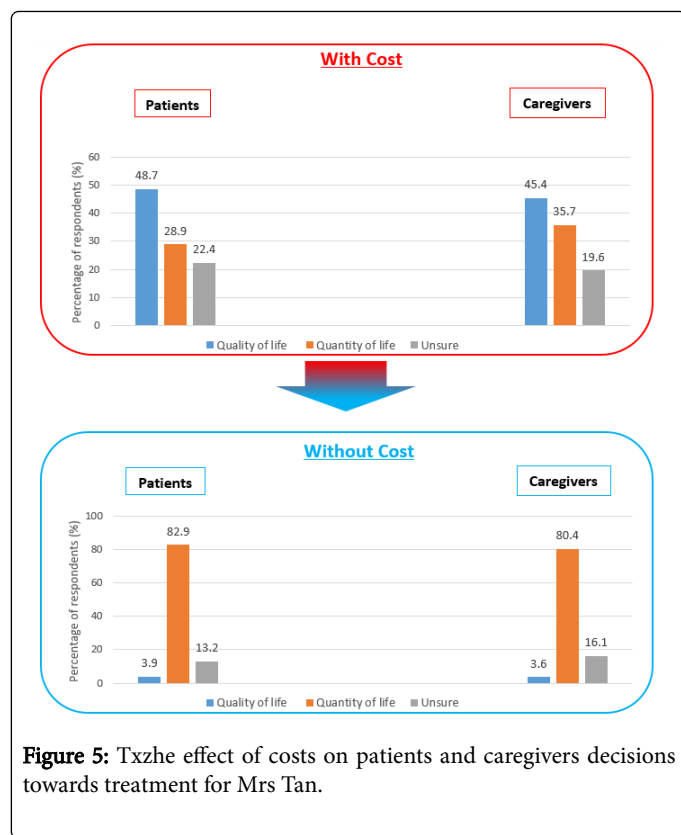 With Cost
Patients
Caregivers
Percentage of respondents (%)
60
50
40
30
20
10
0
48.7
28.9
22.4
45.4
35.7
19.6
Quality of life Quantity of life Unsure
Without Cost
Patients
Caregivers
Percentage of respondents (%)
100
80
60
40
20
0
3.9
82.9
13.2
3.6
80.4
16.1
Quality of life Quantity of life Unsure
Figure 5: Txzhe effect of costs on patients and caregivers decisions
towards treatment for Mrs Tan.